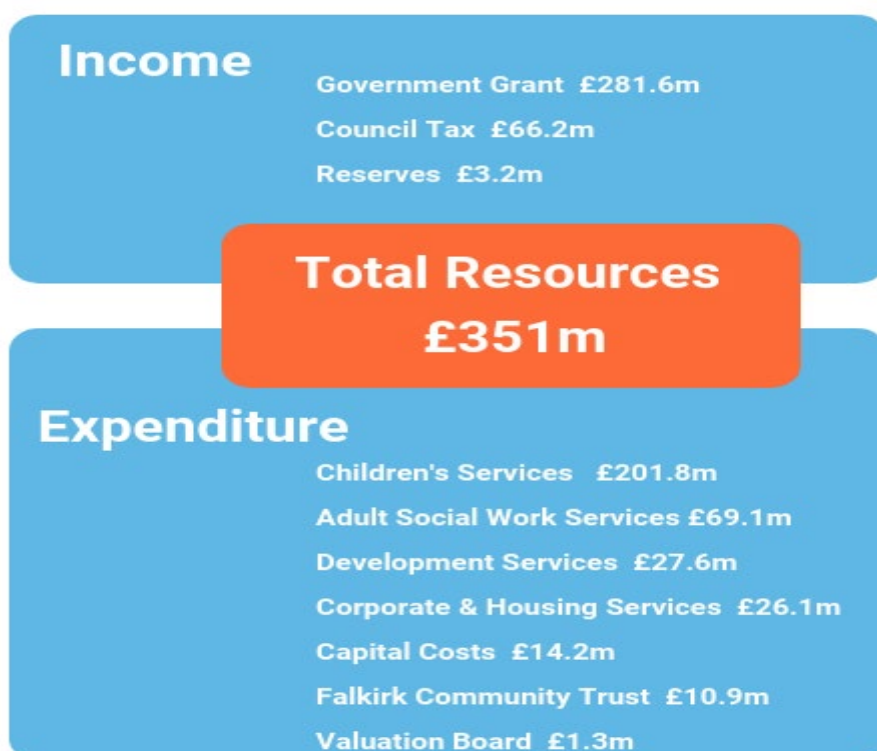 Income
Government Grant £281.6m
Council Tax £66.2m
Reserves £3.2m
Total Resources
£351m
Expenditure
Children's Services £201.8m
Adult Social Work Services £69.1m
Development Services £27.6m
Corporate & Housing Services £26.1m
Capital Costs £14.2m
Falkirk Community Trust £10.9m
Valuation Board £1.3m